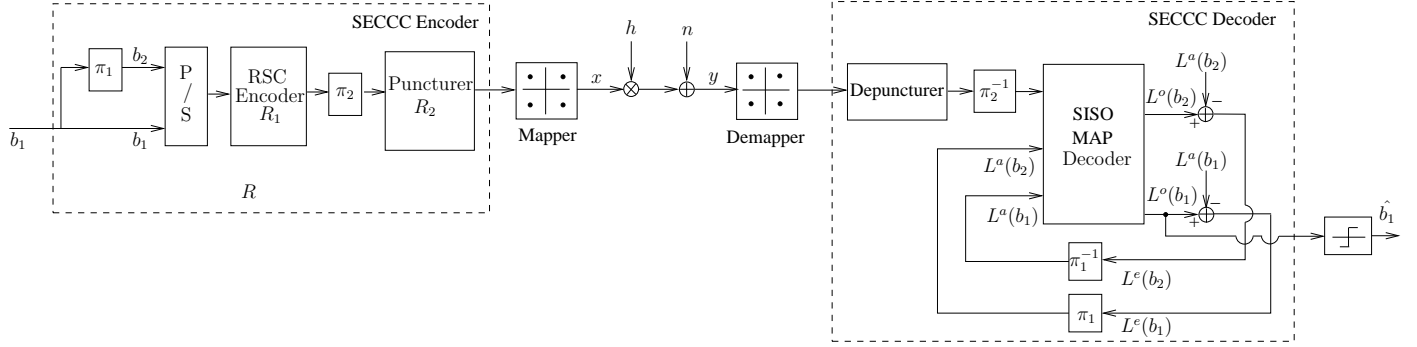 SECCC Encoder
π₁
b₂
b₁
b₁
P
/
S
RSC
Encoder
R₁
π₂
Puncturer
R₂
R
Mapper
x
h
n
y
Demapper
SECCC Decoder
Depuncturer
π₂⁻¹
SISO
MAP
Decoder
Lᵃ(b₂)
Lᵃ(b₁)
Lᵃ(b₂)
Lᵒ(b₂)
−
+
Lᵃ(b₁)
Lᵒ(b₁)
−
+
π₁⁻¹
Lᵉ(b₂)
π₁
Lᵉ(b₁)
b̂₁